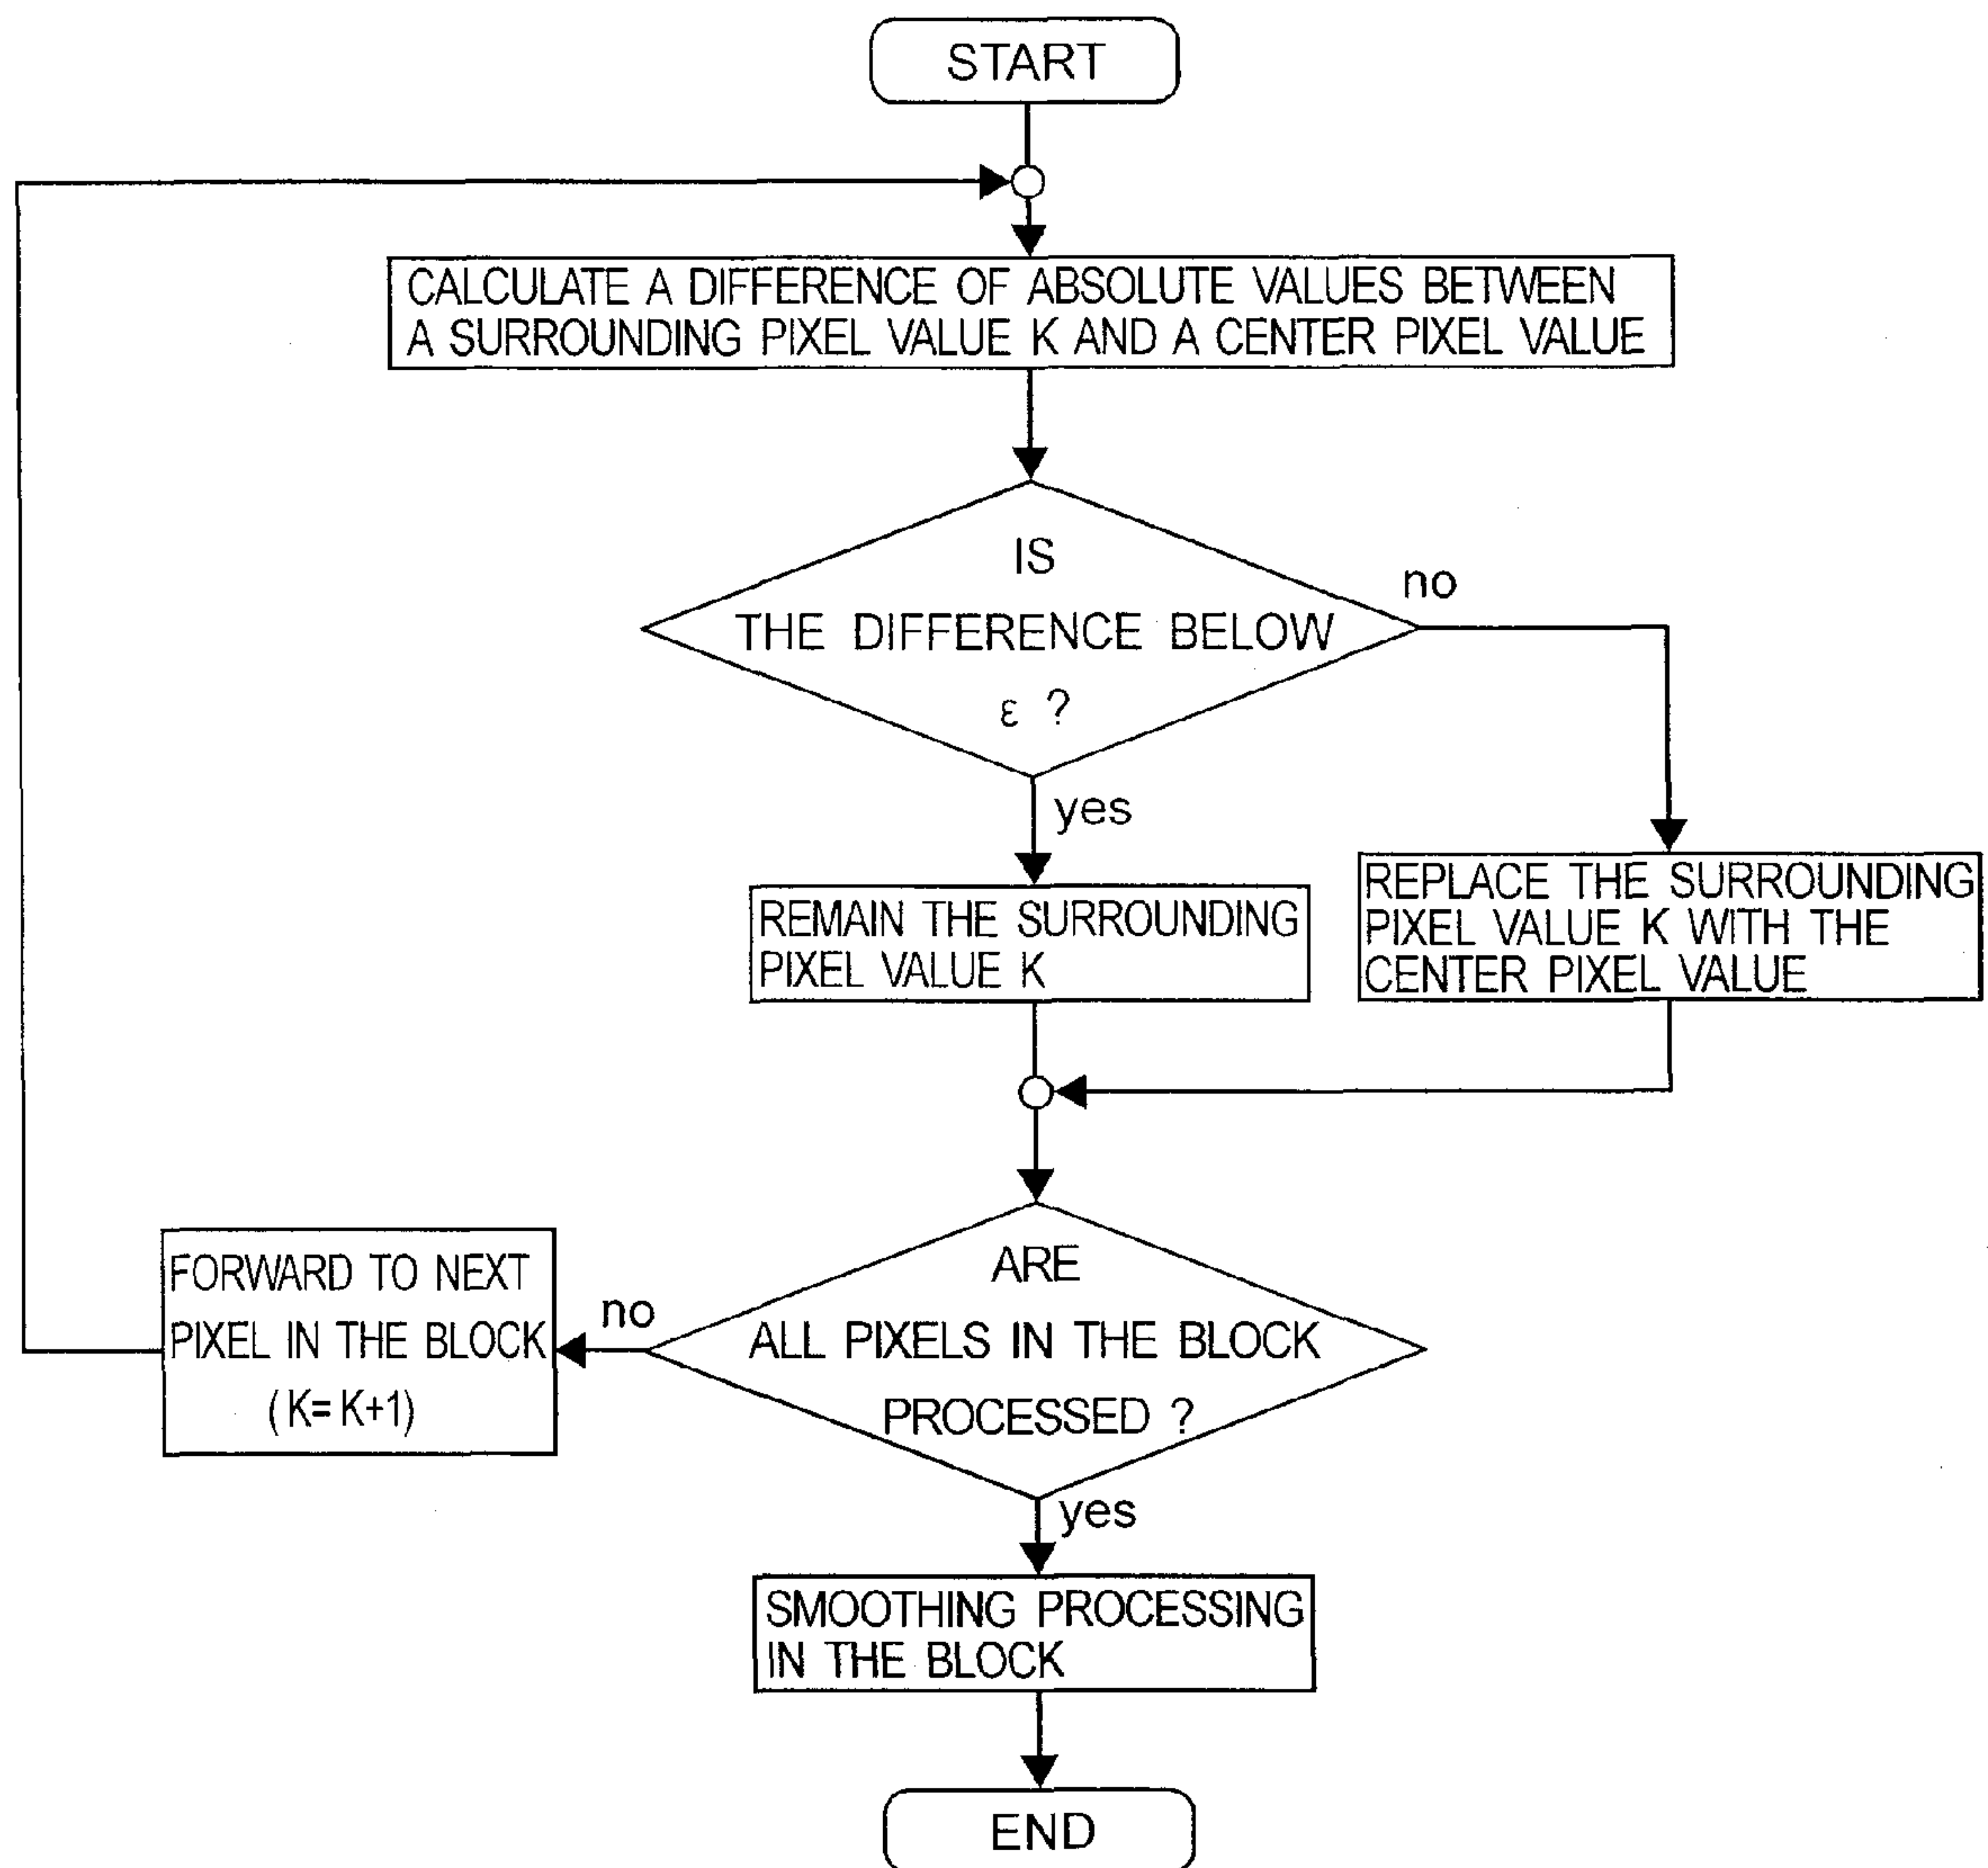 START
CALCULATE A DIFFERENCE OF ABSOLUTE VALUES BETWEEN
A SURROUNDING PIXEL VALUE K AND A CENTER PIXEL VALUE
IS
THE DIFFERENCE BELOW
ε ?
no
yes
REMAIN THE SURROUNDING
PIXEL VALUE K
REPLACE THE SURROUNDING
PIXEL VALUE K WITH THE
CENTER PIXEL VALUE
ARE
ALL PIXELS IN THE BLOCK
PROCESSED ?
no
FORWARD TO NEXT
PIXEL IN THE BLOCK
(K=K+1)
yes
SMOOTHING PROCESSING
IN THE BLOCK
END